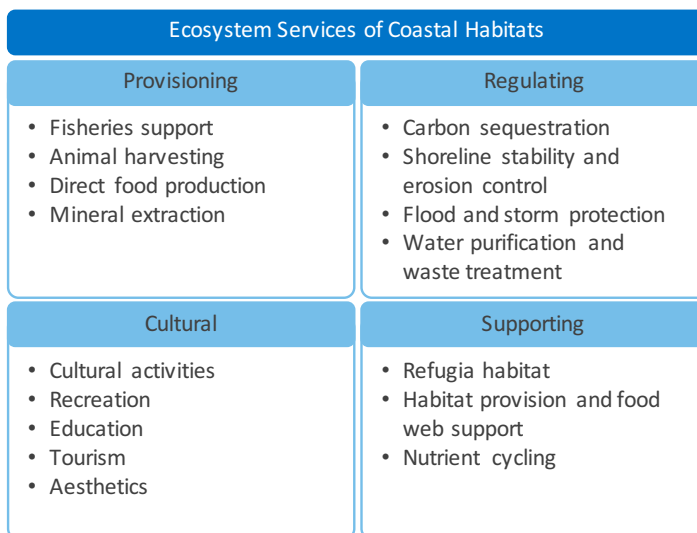 Ecosystem Services of Coastal Habitats
Provisioning
• Fisheries support
• Animal harvesting
• Direct food production
• Mineral extraction
Regulating
• Carbon sequestration
• Shoreline stability and
erosion control
• Flood and storm protection
• Water purification and
waste treatment
Cultural
• Cultural activities
• Recreation
• Education
• Tourism
• Aesthetics
Supporting
• Refugia habitat
• Habitat provision and food
web support
• Nutrient cycling